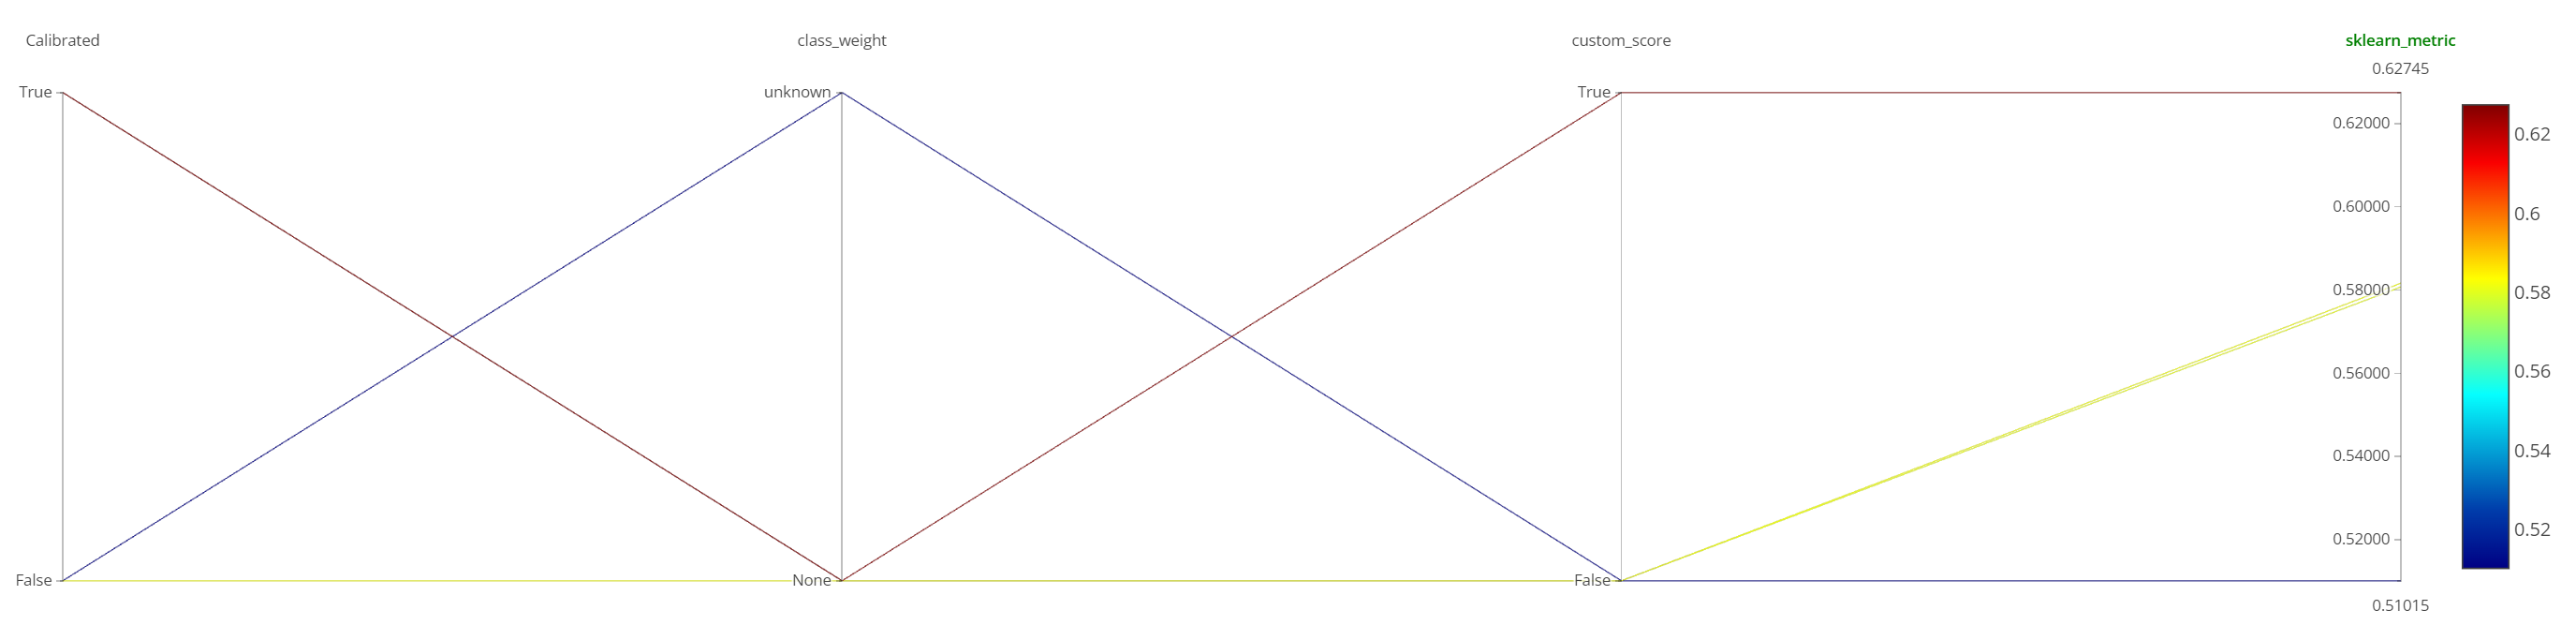 Calibrated
class_weight
custom_score
sklearn_metric
0.62745
True
unknown
True
0.62000
0.60000
0.58000
0.56000
0.54000
0.52000
False
None
False
0.51015
0.62
0.6
0.58
0.56
0.54
0.52